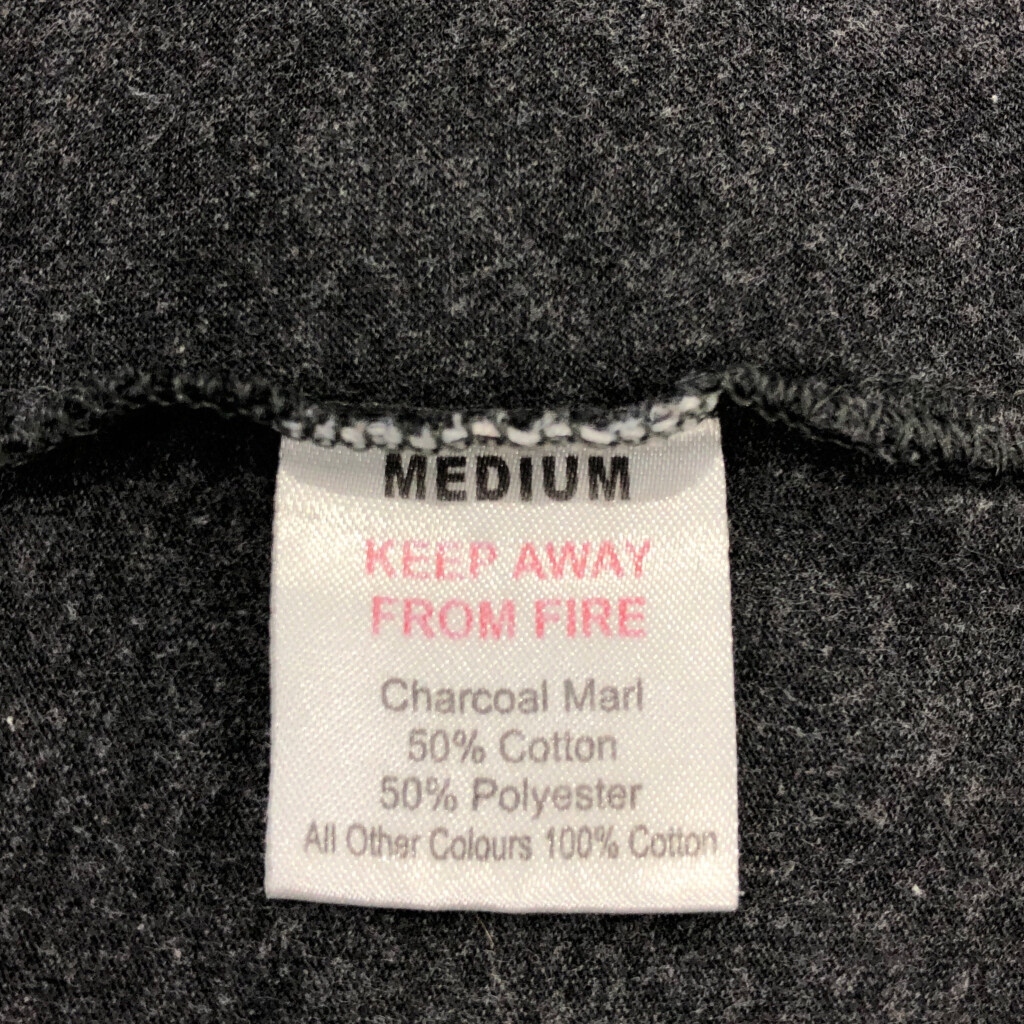 MEDIUM
KEEP AWAY
FROM FIRE
Charcoal Marl
50% Cotton
50% Polyester
All Other Colours 100% Cotton